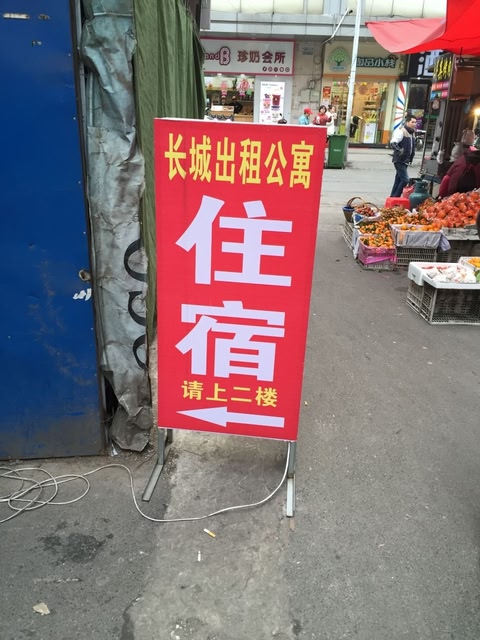 B 珍奶会所
长城出租公寓
住
宿
请上二楼